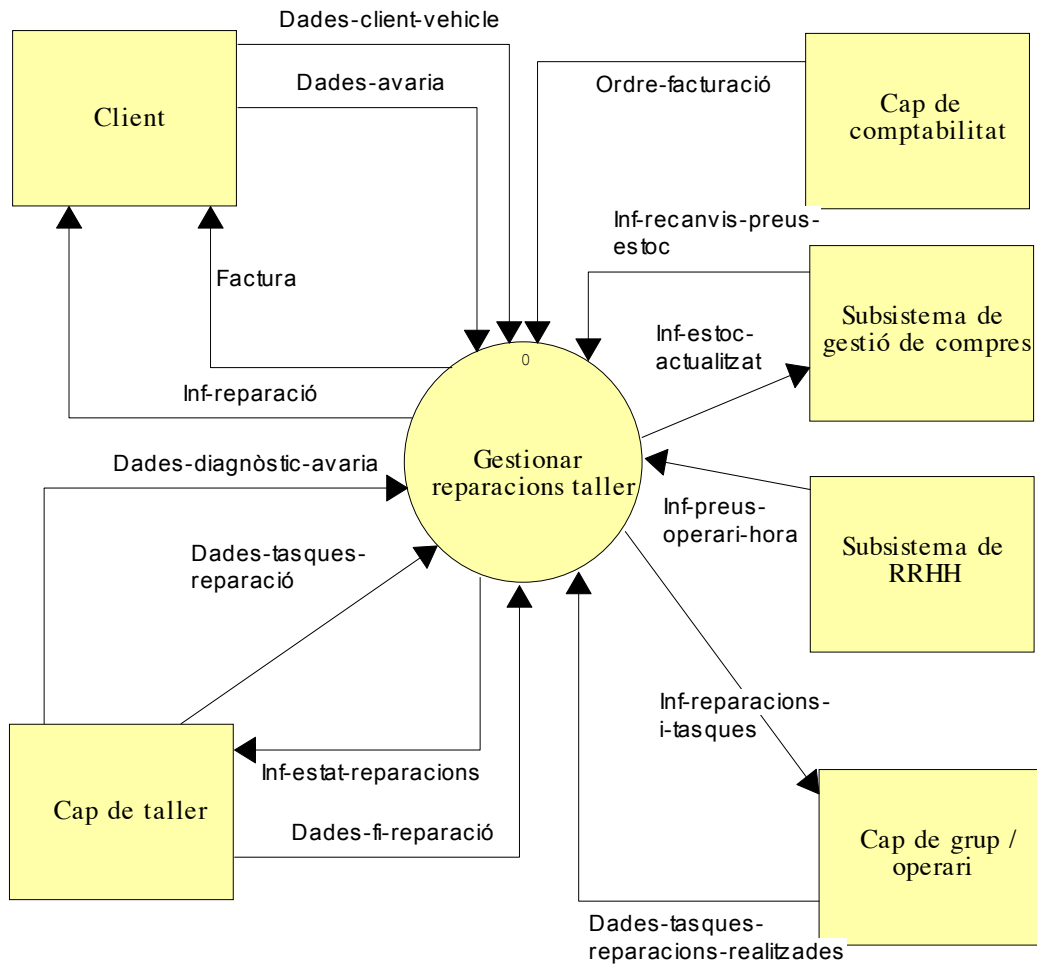 Dades-client-vehicle
Client
Dades-avaria
Ordre-facturació
Cap de
comptabilitat
Inf-recanvis-preus-
estoc
Factura
Subsistema de
gestió de compres
Inf-estoc-
actualitzat
0
Inf-reparació
Gestionar
reparacions taller
Dades-diagnòstic-avaria
Inf-preus-
operari-hora
Subsistema de
RRHH
Dades-tasques-
reparació
Inf-reparacions-
i-tasques
Inf-estat-reparacions
Cap de taller
Dades-fi-reparació
Cap de grup /
operari
Dades-tasques-
reparacions-realitzades